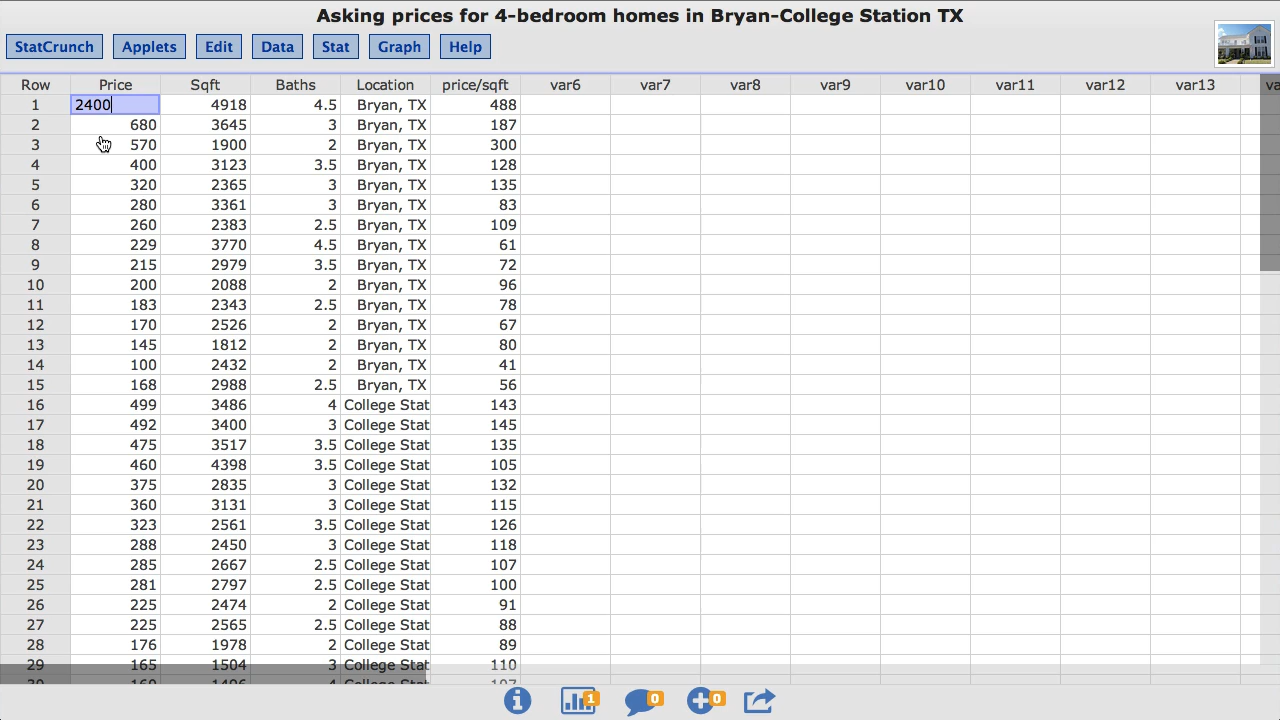 Asking prices for 4-bedroom homes in Bryan-College Station TX
StatCrunch Applets Edit Data Stat Graph Help
Row Price Sqft Baths Location price/sqft var6 var7 var8 var9 var10 var11 var12 var13 va
1 2400 4918 4.5 Bryan, TX 488
2 680 3645 3 Bryan, TX 187
3 570 1900 2 Bryan, TX 300
4 400 3123 3.5 Bryan, TX 128
5 320 2365 3 Bryan, TX 135
6 280 3361 3 Bryan, TX 83
7 260 2383 2.5 Bryan, TX 109
8 229 3770 4.5 Bryan, TX 61
9 215 2979 3.5 Bryan, TX 72
10 200 2088 2 Bryan, TX 96
11 183 2343 2.5 Bryan, TX 78
12 170 2526 2 Bryan, TX 67
13 145 1812 2 Bryan, TX 80
14 100 2432 2 Bryan, TX 41
15 168 2988 2.5 Bryan, TX 56
16 499 3486 4 College Stat 143
17 492 3400 3 College Stat 145
18 475 3517 3.5 College Stat 135
19 460 4398 3.5 College Stat 105
20 375 2835 3 College Stat 132
21 360 3131 3 College Stat 115
22 323 2561 3.5 College Stat 126
23 288 2450 3 College Stat 118
24 285 2667 2.5 College Stat 107
25 281 2797 2.5 College Stat 100
26 225 2474 2 College Stat 91
27 225 2565 2.5 College Stat 88
28 176 1978 2 College Stat 89
29 165 1504 3 College Stat 110
1 0 0